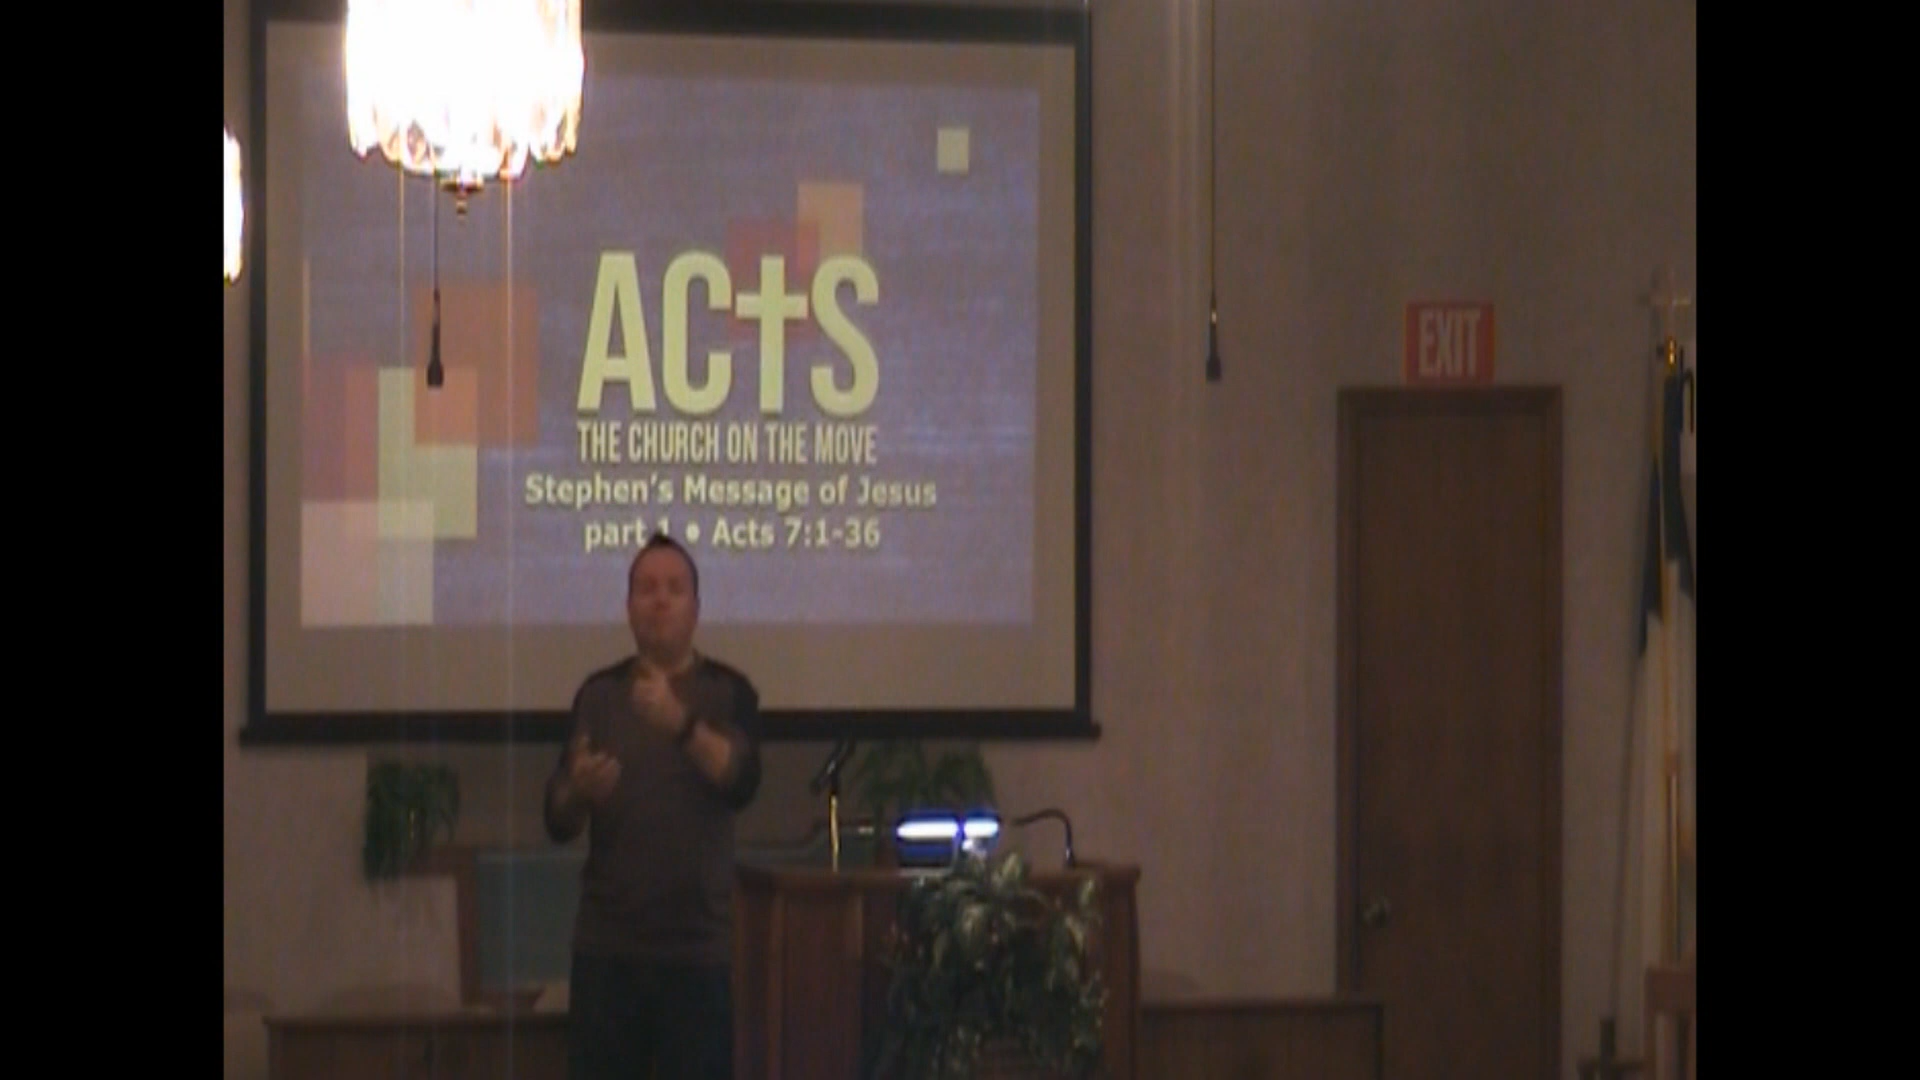 ACTS
THE CHURCH ON THE MOVE
Stephen's Message of Jesus
part 1 • Acts 7:1-36
EXIT